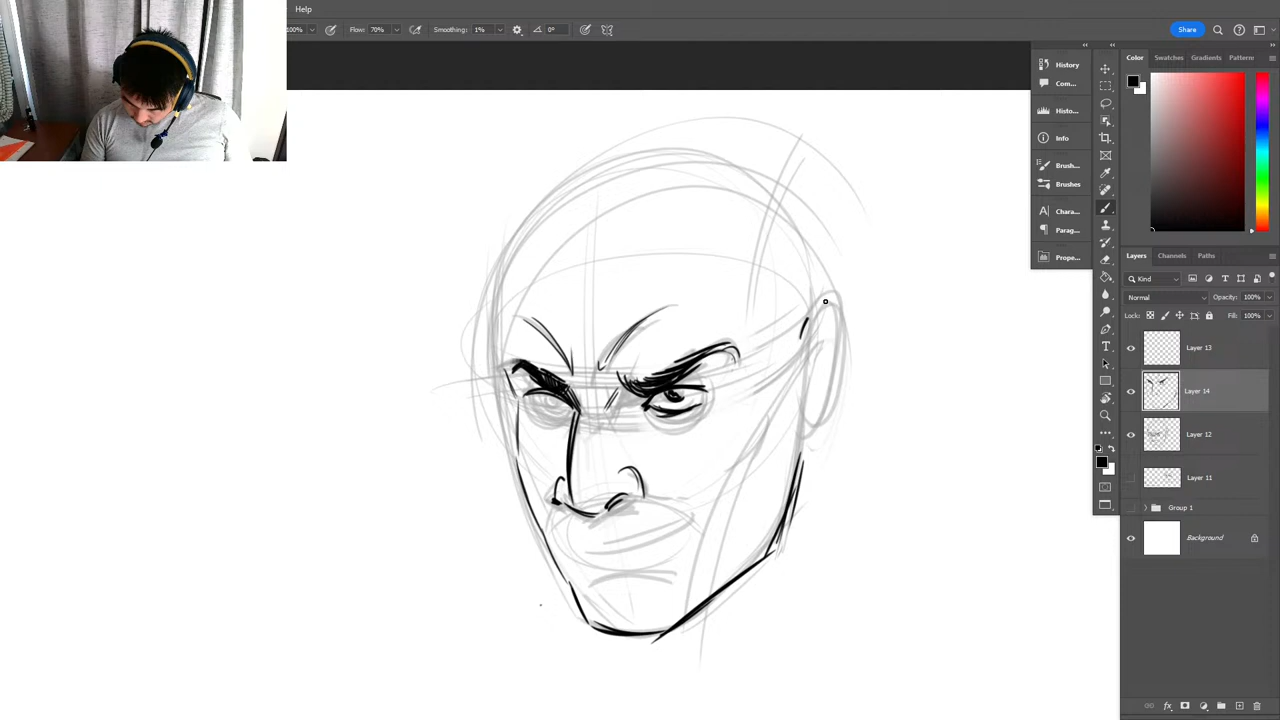 Help
100% Flow: 70% Smoothing: 1% 0° Share
History
Com...
Histo...
Info
Brush...
Brushes
Chara...
Parag...
Prope...
Color Swatches Gradients Pattern
Layers Channels Paths
Kind
Normal Opacity: 100%
Lock: Fill: 100%
Layer 13
Layer 14
Layer 12
Layer 11
Group 1
Background